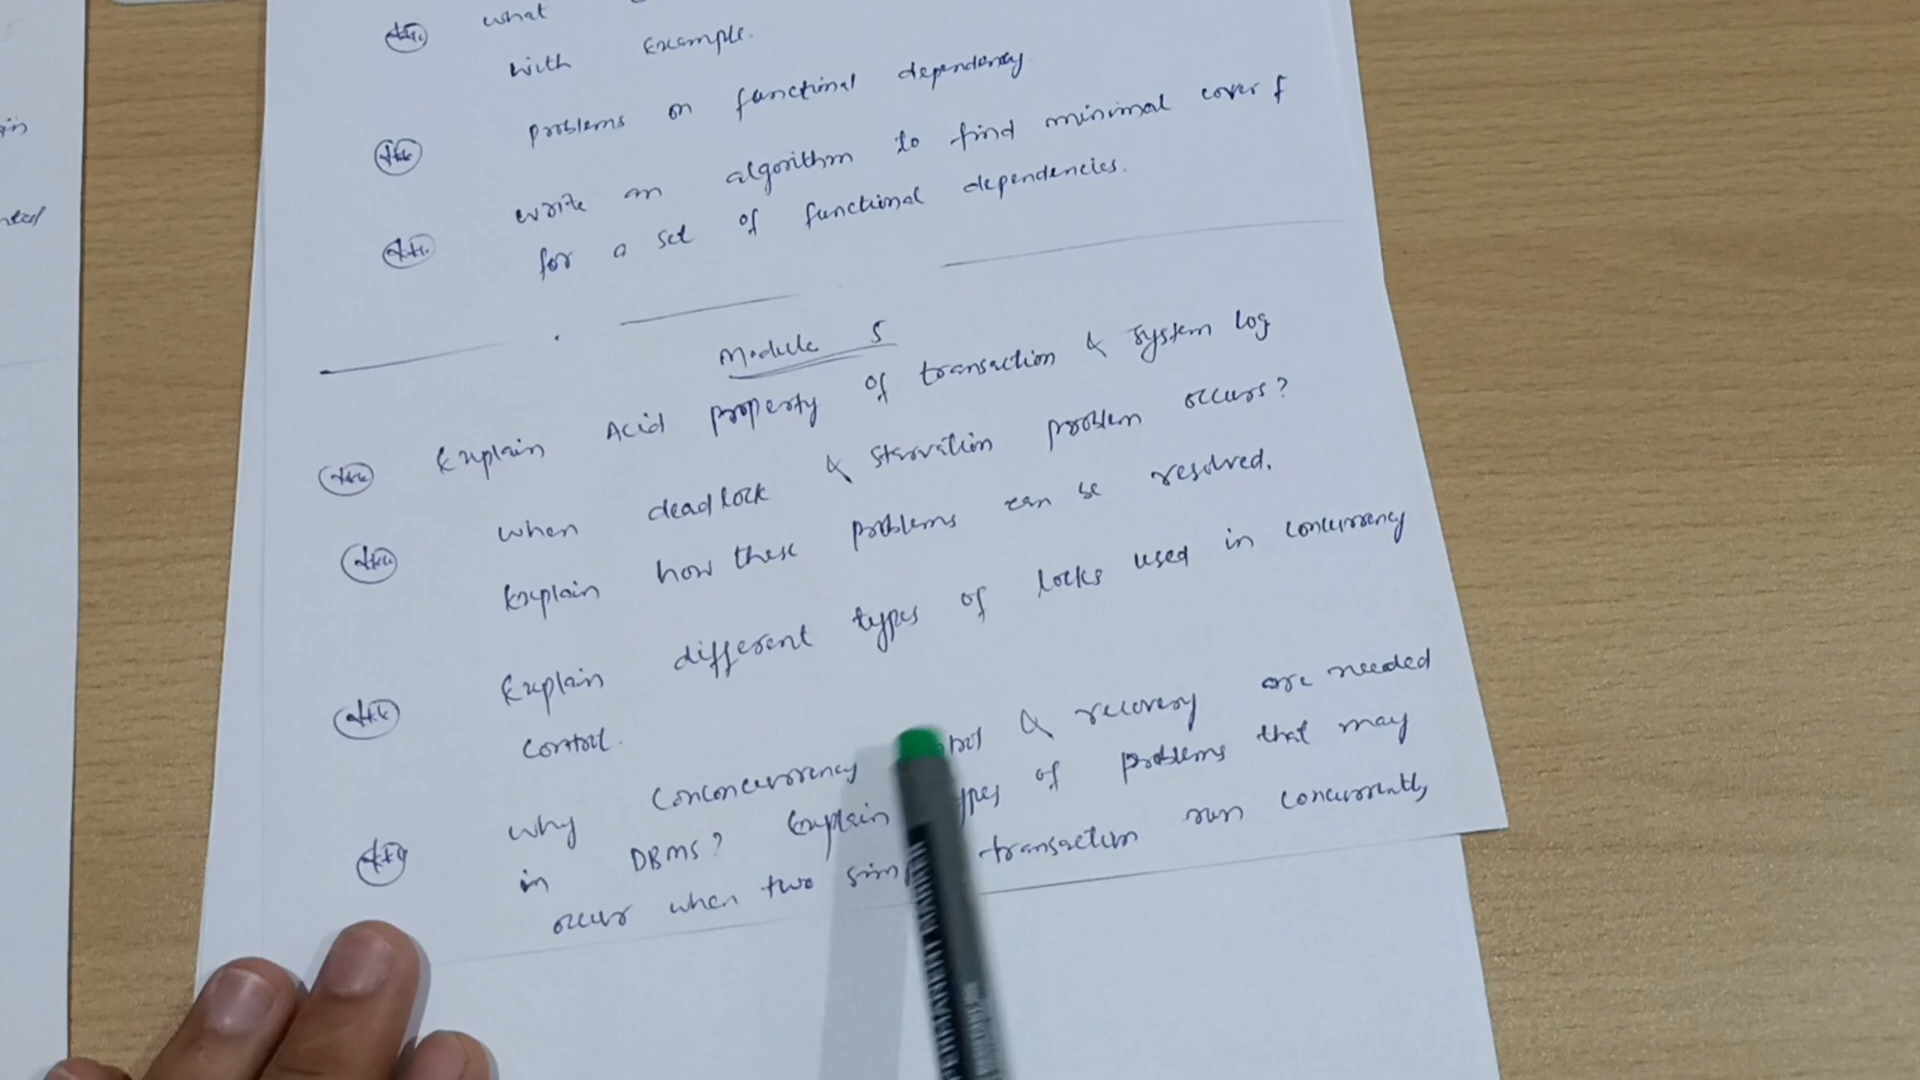 what
with Example.
problems on functional dependency.
write an algorithm to find minimal cover f
for a set of functional dependencies.
Module 5
Explain Acid property of transaction & system log
when deadlock & starvation problem occurs?
Explain how these problems can be resolved.
Explain different types of locks used in concurrency
control.
why Conconcurrency & recovery are needed
in DBMS? Explain of problems that may
occur when two transaction run concurrently
PERMANENT MARKER